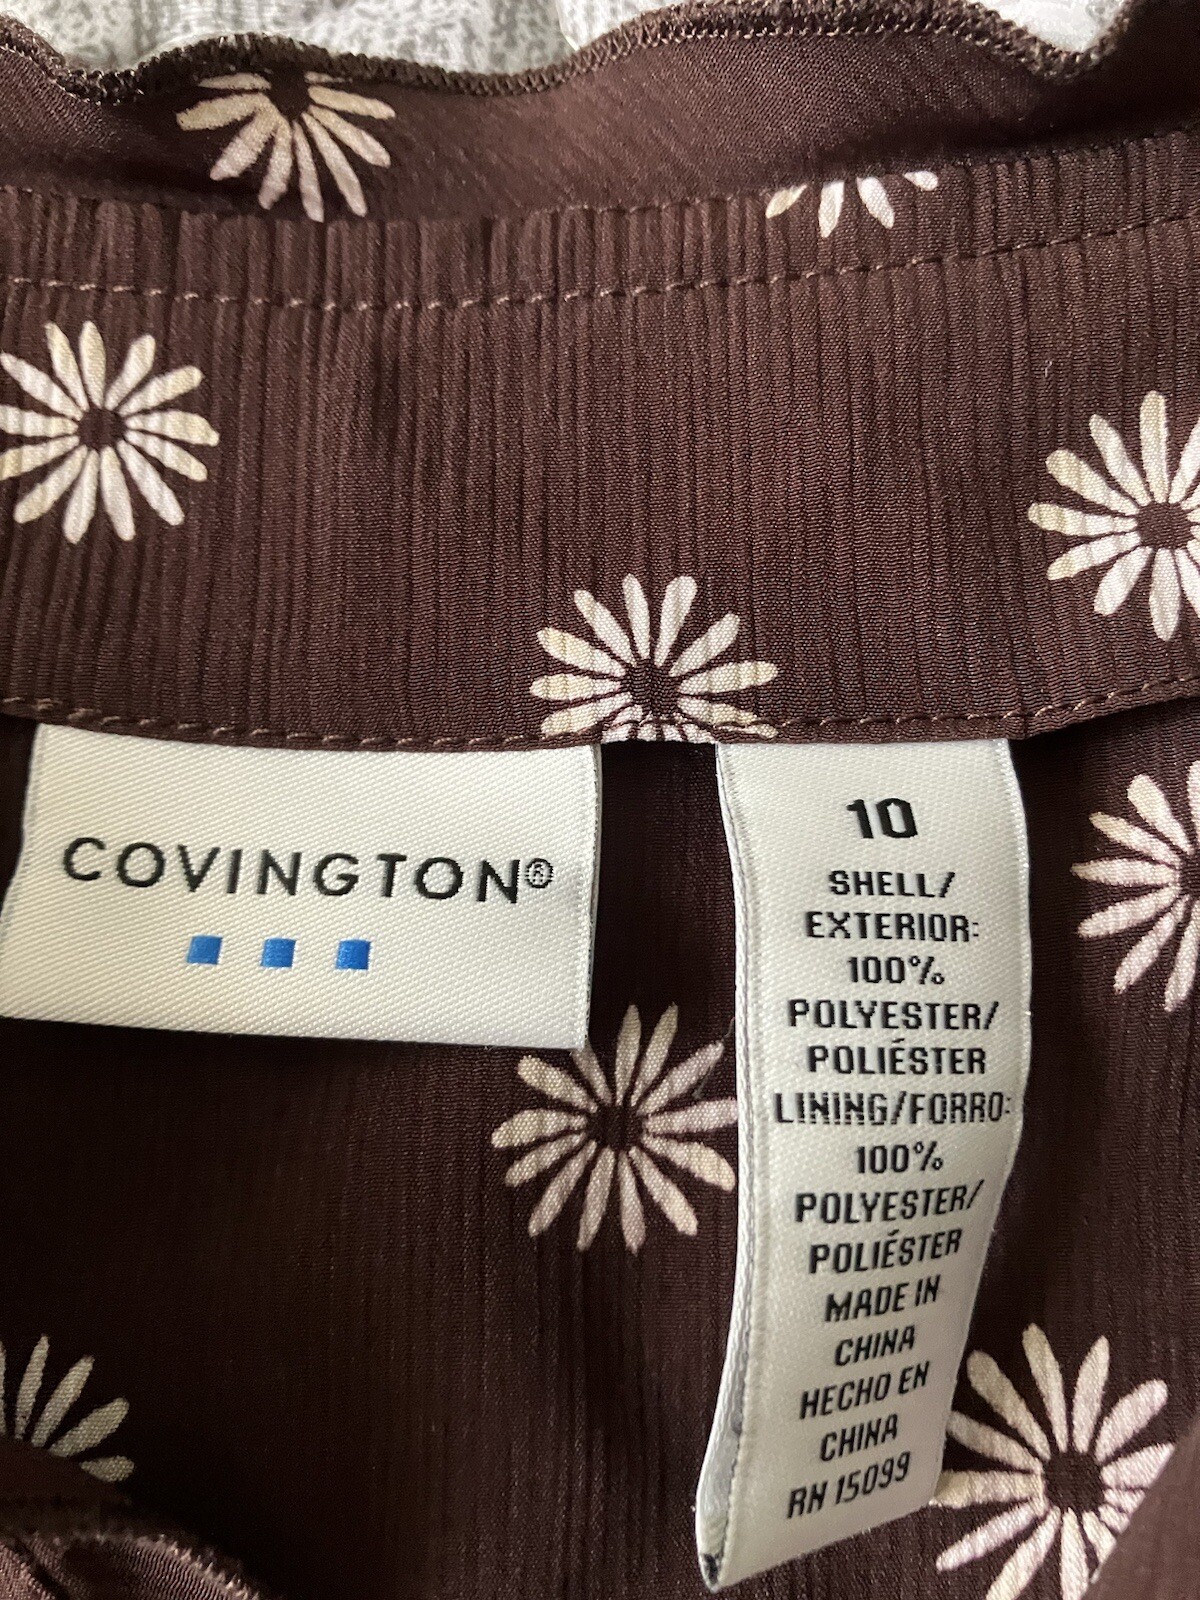 COVINGTON®
10
SHELL/
EXTERIOR:
100%
POLYESTER/
POLIÉSTER
LINING/FORRO:
100%
POLYESTER/
POLIÉSTER
MADE IN
CHINA
HECHO EN
CHINA
RN 15099